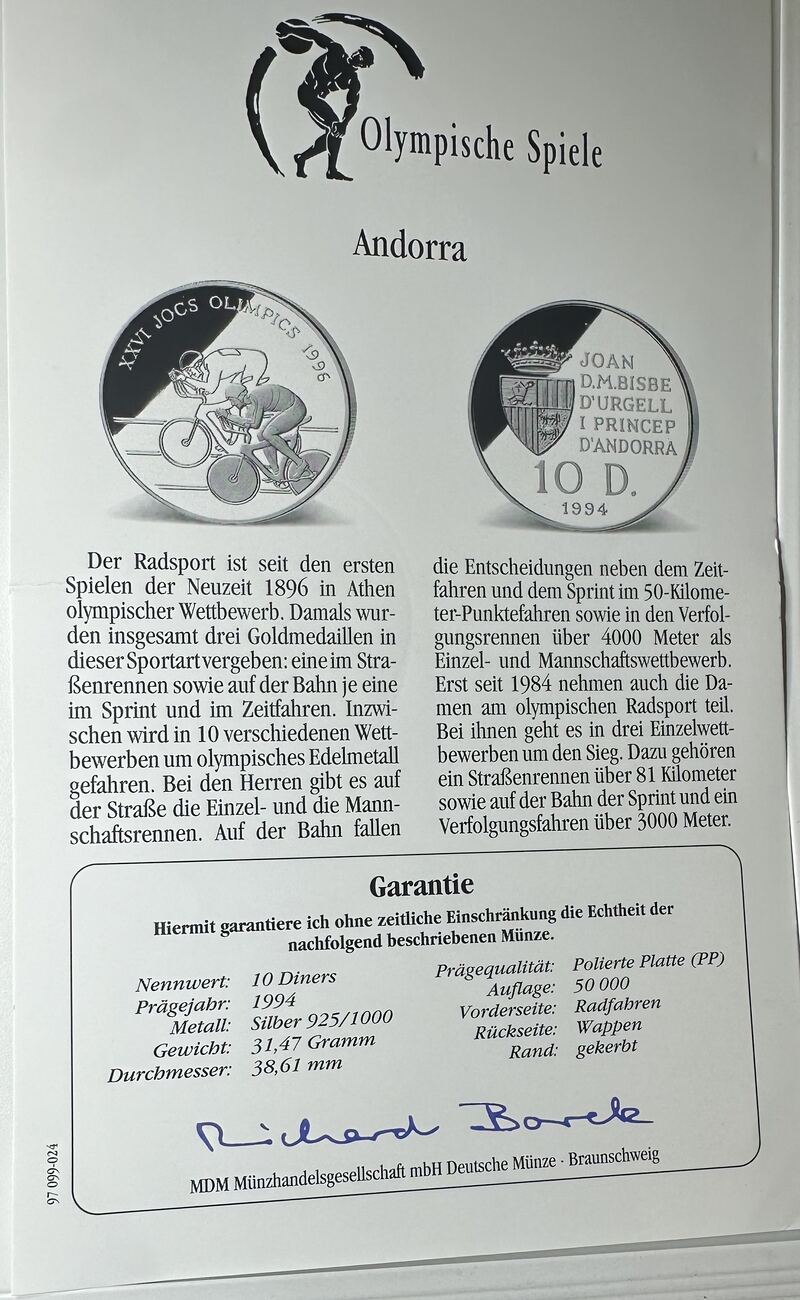 Olympische Spiele
Andorra
XXVI JOCS OLIMPICS 1996
JOAN
D.M.BISBE
D'URGELL
I PRINCEP
D'ANDORRA
10 D.
1994
Der Radsport ist seit den ersten
Spielen der Neuzeit 1896 in Athen
olympischer Wettbewerb. Damals wur-
den insgesamt drei Goldmedaillen in
dieser Sportart vergeben: eine im Stra-
ßenrennen sowie auf der Bahn je eine
im Sprint und im Zeitfahren. Inzwi-
schen wird in 10 verschiedenen Wett-
bewerben um olympisches Edelmetall
gefahren. Bei den Herren gibt es auf
der Straße die Einzel- und die Mann-
schaftsrennen. Auf der Bahn fallen
die Entscheidungen neben dem Zeit-
fahren und dem Sprint im 50-Kilome-
ter-Punktefahren sowie in den Verfol-
gungsrennen über 4000 Meter als
Einzel- und Mannschaftswettbewerb.
Erst seit 1984 nehmen auch die Da-
men am olympischen Radsport teil.
Bei ihnen geht es in drei Einzelwett-
bewerben um den Sieg. Dazu gehören
ein Straßenrennen über 81 Kilometer
sowie auf der Bahn der Sprint und ein
Verfolgungsfahren über 3000 Meter.
Garantie
Hiermit garantiere ich ohne zeitliche Einschränkung die Echtheit der
nachfolgend beschriebenen Münze.
Nennwert: 10 Diners
Prägejahr: 1994
Metall: Silber 925/1000
Gewicht: 31,47 Gramm
Durchmesser: 38,61 mm
Prägequalität: Polierte Platte (PP)
Auflage: 50 000
Vorderseite: Radfahren
Rückseite: Wappen
Rand: gekerbt
Richard Borek
MDM Münzhandelsgesellschaft mbH Deutsche Münze · Braunschweig
97 099-024